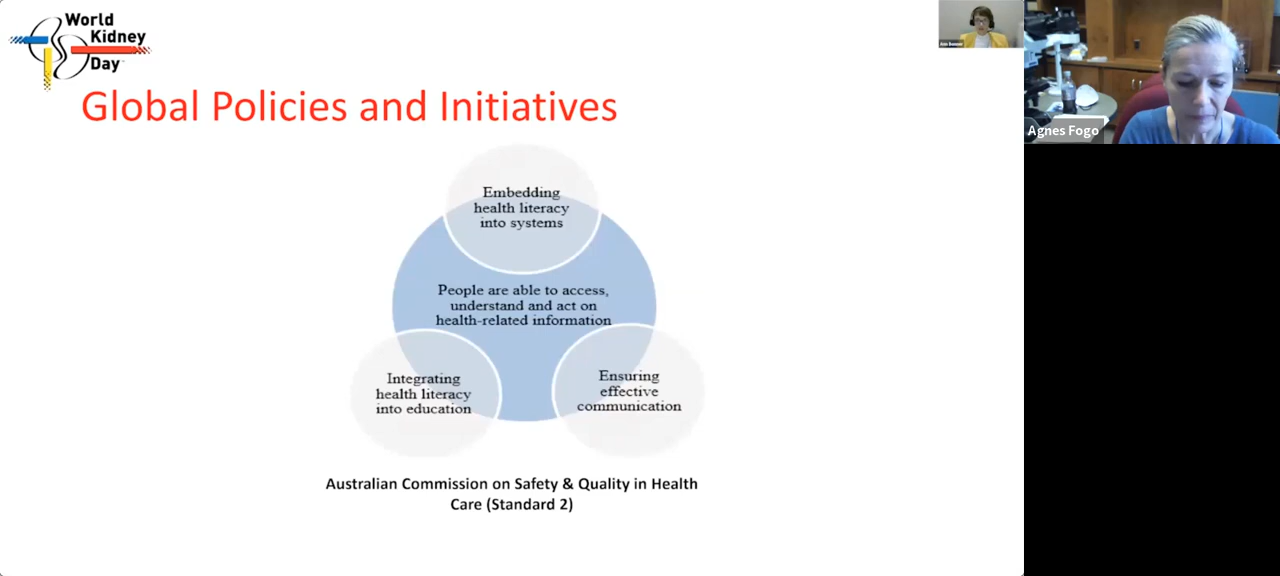 World
Kidney
Day
Global Policies and Initiatives
Embedding
health literacy
into systems
People are able to access,
understand and act on
health-related information
Integrating
health literacy
into education
Ensuring
effective
communication
Australian Commission on Safety & Quality in Health
Care (Standard 2)
Agnes Fogo